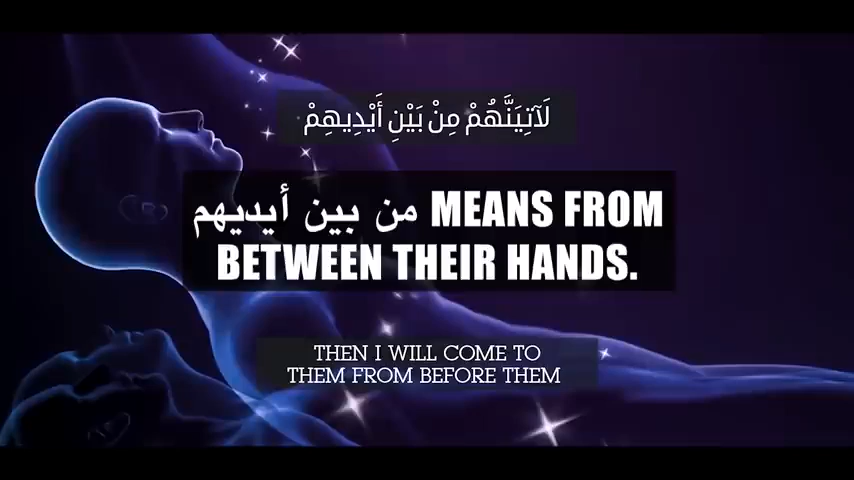 لَآتِيَنَّهُمْ مِنْ بَيْنِ أَيْدِيهِمْ
من بين أيديهم MEANS FROM
BETWEEN THEIR HANDS.
THEN I WILL COME TO
THEM FROM BEFORE THEM